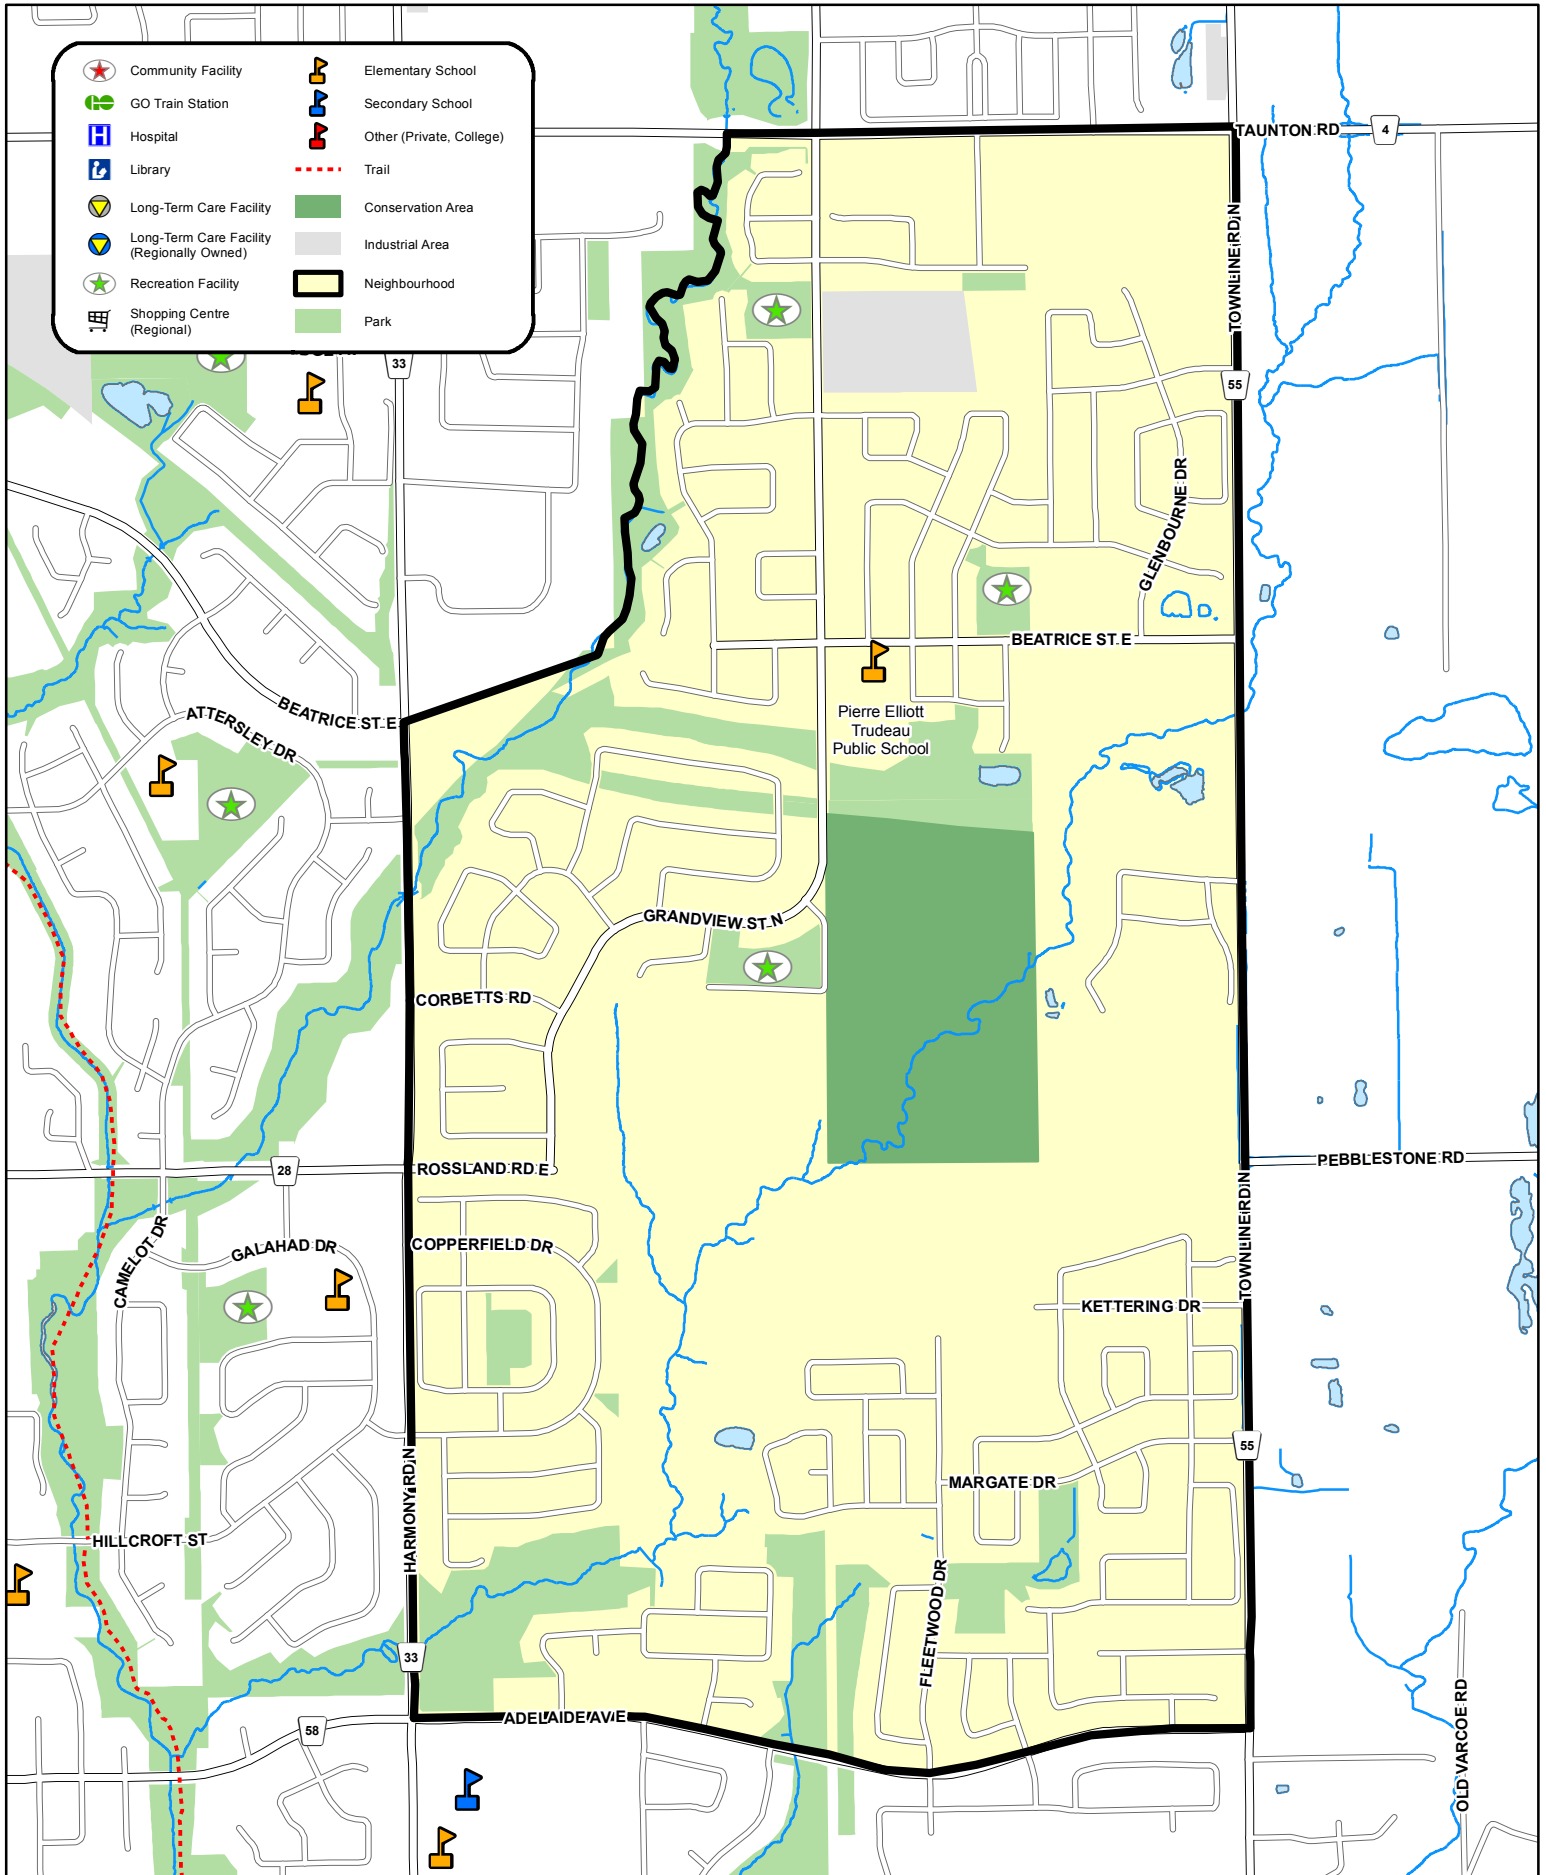 Community Facility
GO Train Station
Hospital
Library
Long-Term Care Facility
Long-Term Care Facility
(Regionally Owned)
Recreation Facility
Shopping Centre
(Regional)
Elementary School
Secondary School
Other (Private, College)
Trail
Conservation Area
Industrial Area
Neighbourhood
Park
TAUNTON RD
4
TOWNLINE RD N
33
55
GLENBOURNE DR
BEATRICE ST E
BEATRICE ST E
ATTERSLEY DR
Pierre Elliott
Trudeau
Public School
GRANDVIEW ST N
CORBETTS RD
ROSSLAND RD E
28
PEBBLESTONE RD
TOWNLINE RD N
CAMELOT DR
GALAHAD DR
COPPERFIELD DR
KETTERING DR
55
MARGATE DR
HARMONY RD N
HILLCROFT ST
FLEETWOOD DR
33
58
ADELAIDE AV E
OLD VARCOE RD